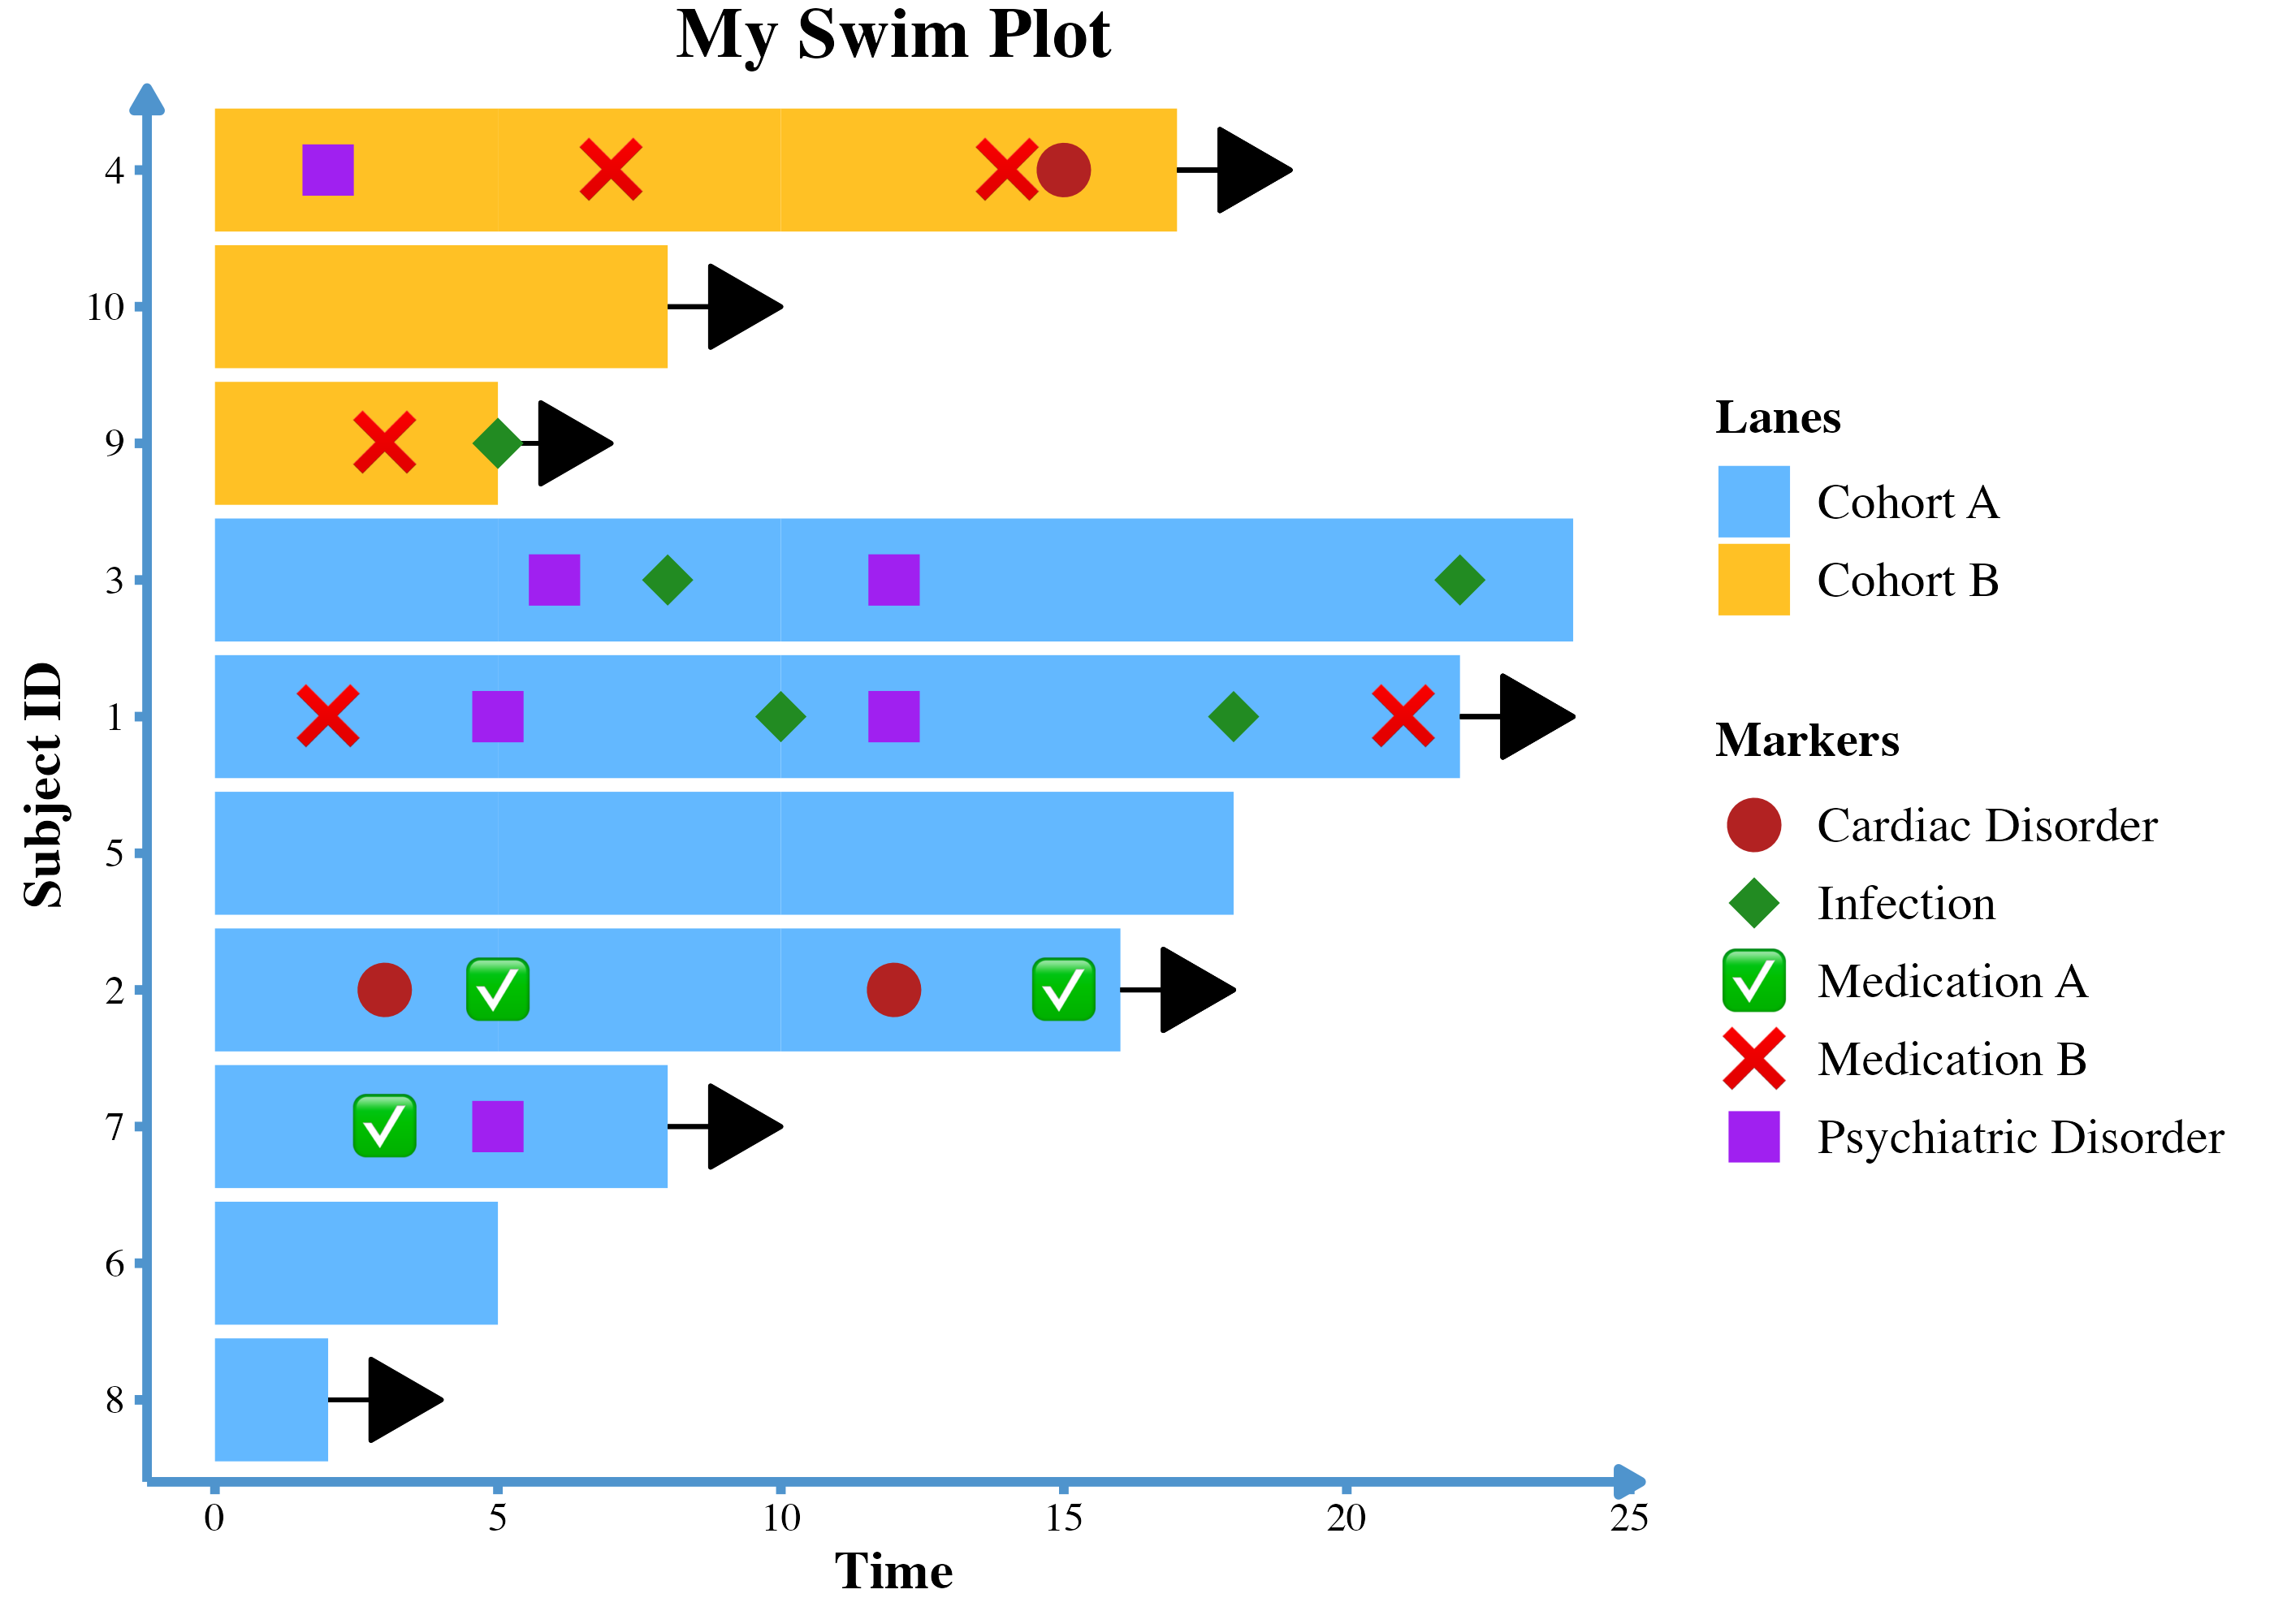 My Swim Plot
Subject ID
4
10
9
3
1
5
2
7
6
8
0 5 10 15 20 25
Time
Lanes
Cohort A
Cohort B
Markers
Cardiac Disorder
Infection
Medication A
Medication B
Psychiatric Disorder